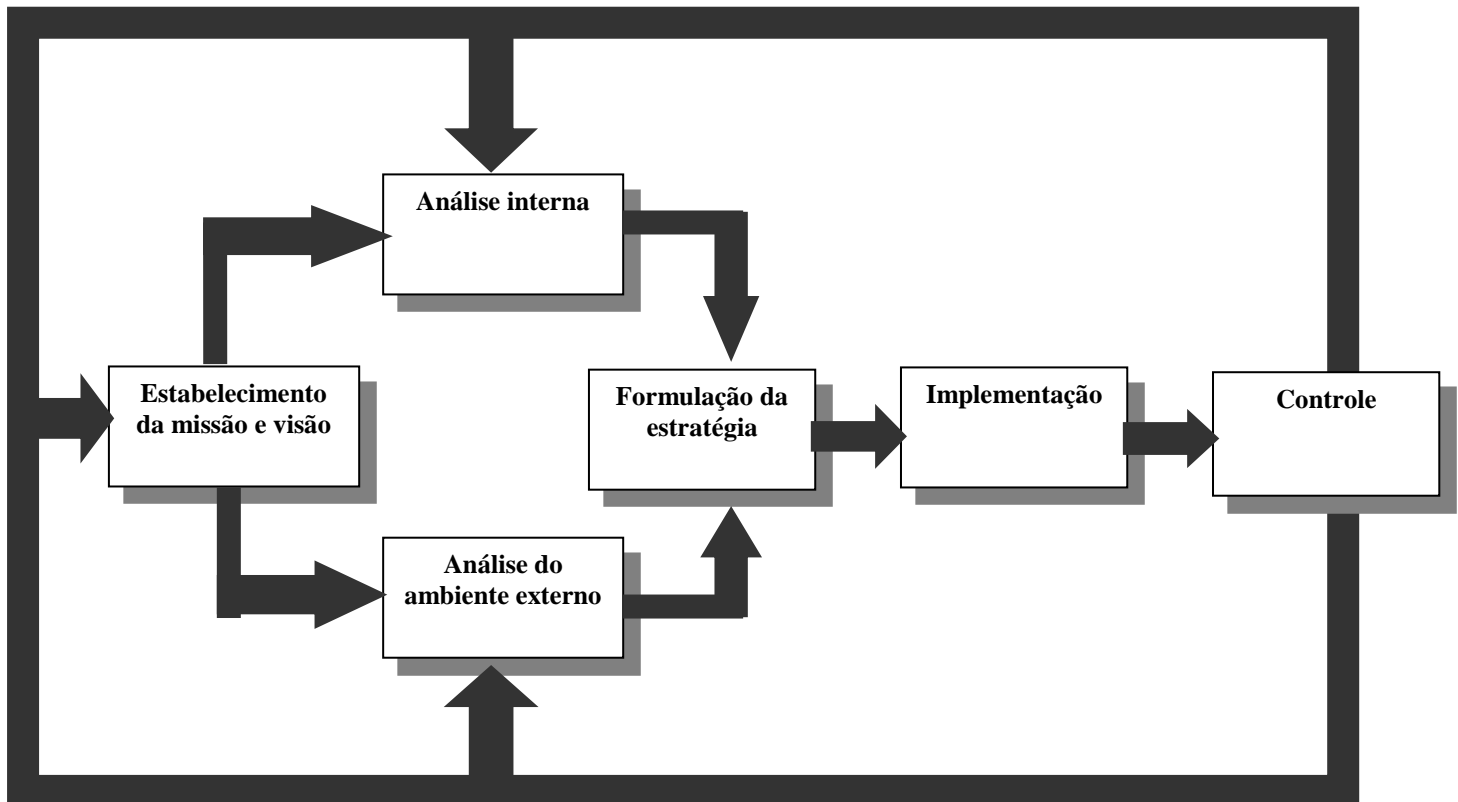 Análise interna
Estabelecimento
da missão e visão
Formulação da
estratégia
Implementação
Controle
Análise do
ambiente externo